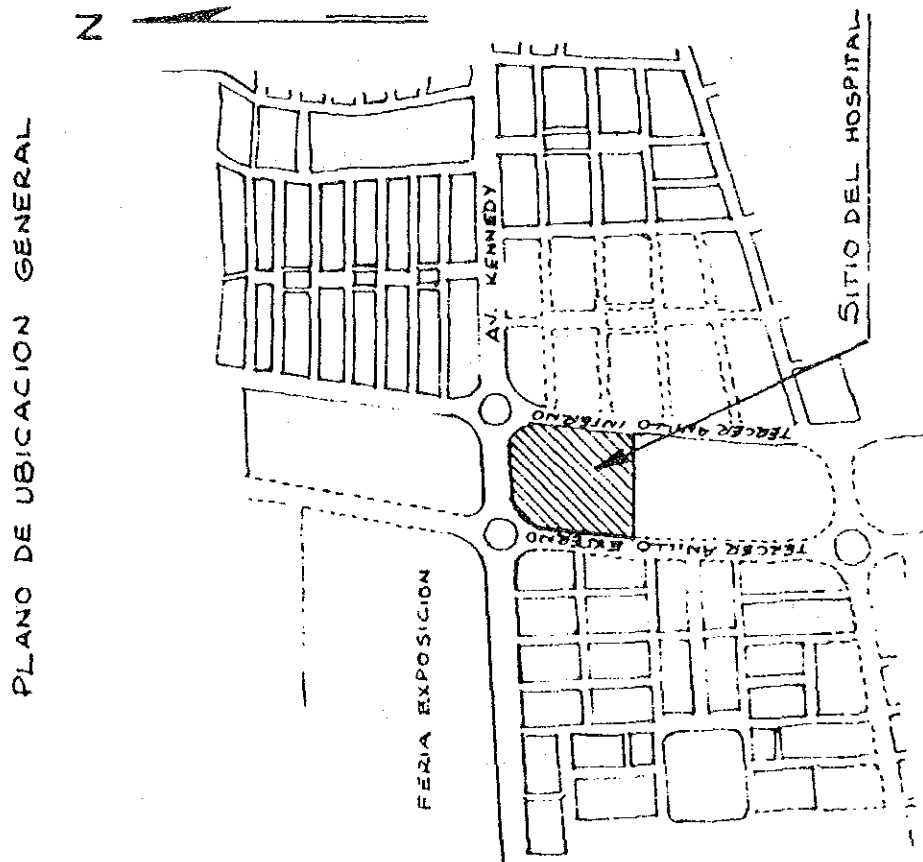 PLANO DE UBICACION GENERAL
N
AV. KENNEDY
SITIO DEL HOSPITAL
TERCER ANILLO INTERNO
TERCER ANILLO EXTERNO
FERIA EXPOSICION